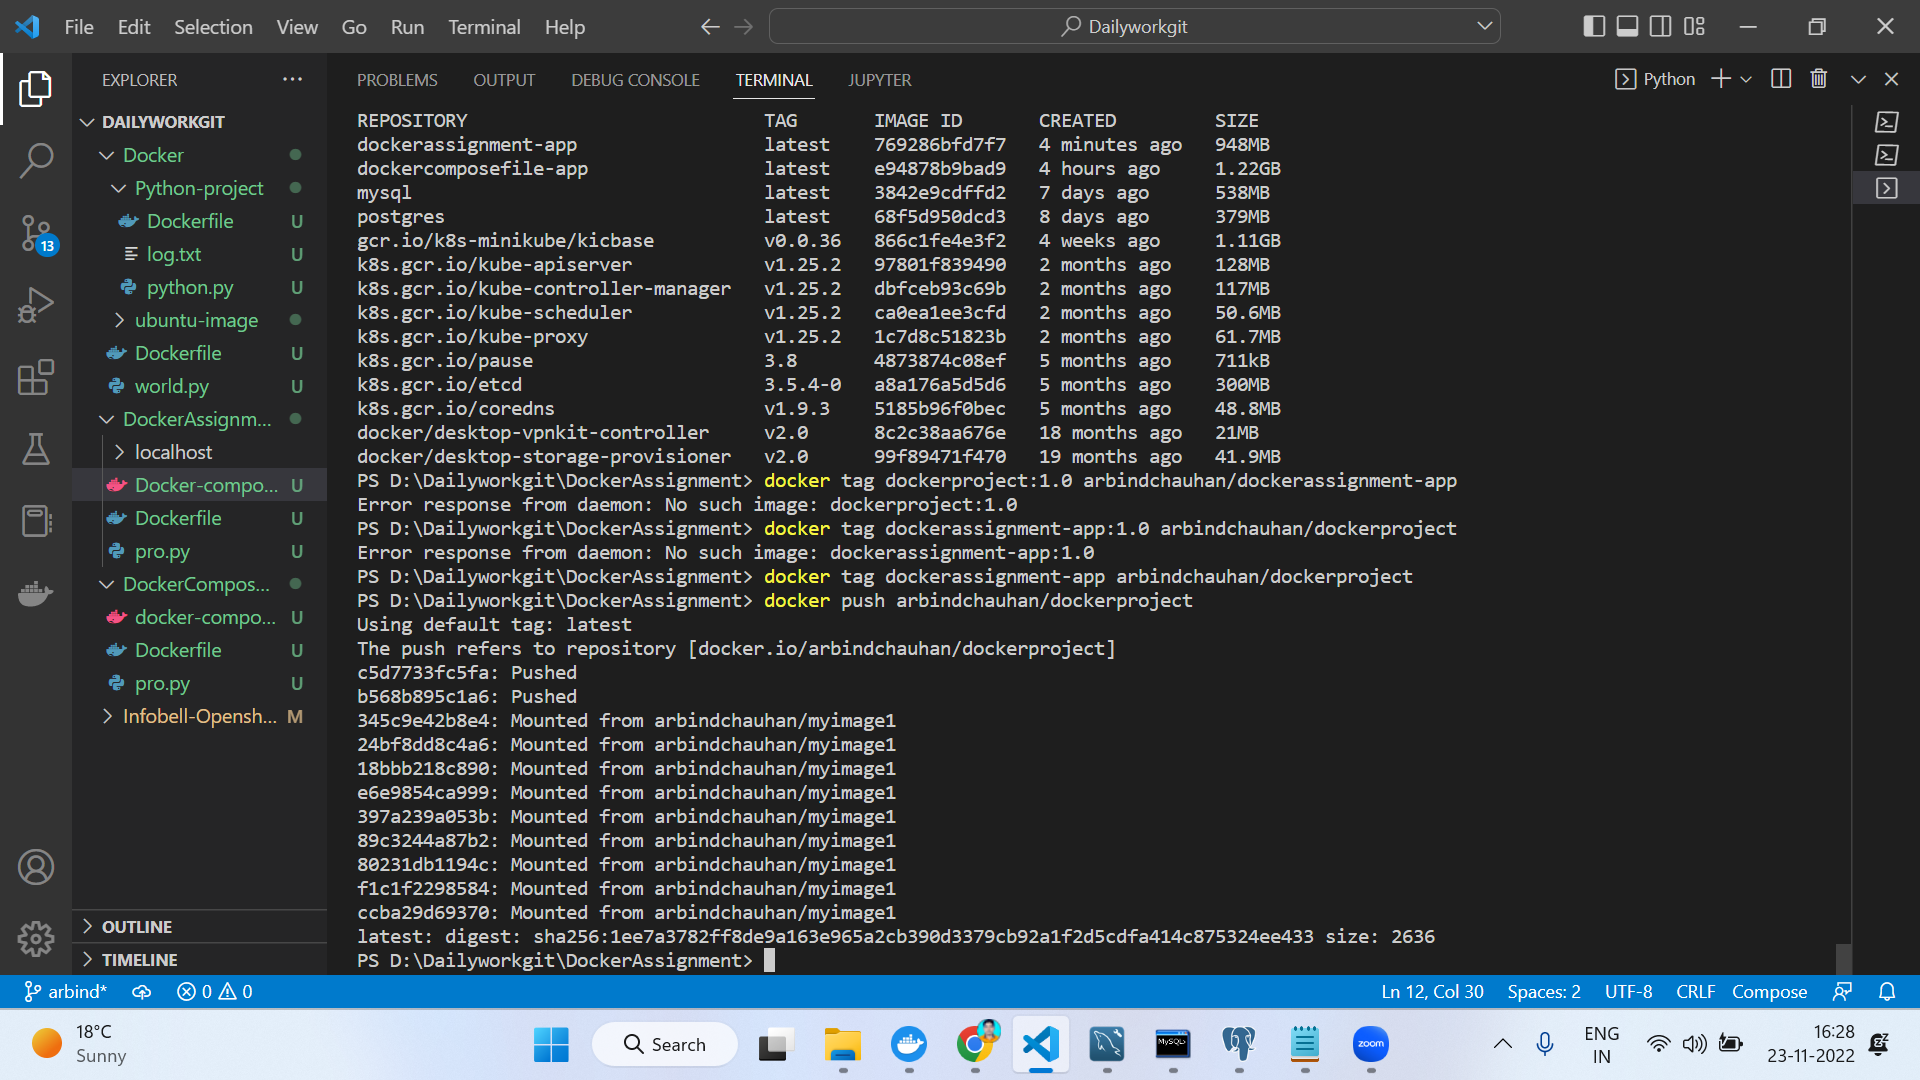 File Edit Selection View Go Run Terminal Help
Dailyworkgit
EXPLORER
PROBLEMS OUTPUT DEBUG CONSOLE TERMINAL JUPYTER
Python
DAILYWORKGIT
Docker
Python-project
Dockerfile U
log.txt U
python.py U
ubuntu-image
Dockerfile U
world.py U
DockerAssignm...
localhost
Docker-compo... U
Dockerfile U
pro.py U
DockerCompos...
docker-compo... U
Dockerfile U
pro.py U
Infobell-Opensh... M
OUTLINE
TIMELINE
13
REPOSITORY TAG IMAGE ID CREATED SIZE
dockerassignment-app latest 769286bfd7f7 4 minutes ago 948MB
dockercomposefile-app latest e94878b9bad9 4 hours ago 1.22GB
mysql latest 3842e9cdffd2 7 days ago 538MB
postgres latest 68f5d950dcd3 8 days ago 379MB
gcr.io/k8s-minikube/kicbase v0.0.36 866c1fe4e3f2 4 weeks ago 1.11GB
k8s.gcr.io/kube-apiserver v1.25.2 97801f839490 2 months ago 128MB
k8s.gcr.io/kube-controller-manager v1.25.2 dbfceb93c69b 2 months ago 117MB
k8s.gcr.io/kube-scheduler v1.25.2 ca0ea1ee3cfd 2 months ago 50.6MB
k8s.gcr.io/kube-proxy v1.25.2 1c7d8c51823b 2 months ago 61.7MB
k8s.gcr.io/pause 3.8 4873874c08ef 5 months ago 711kB
k8s.gcr.io/etcd 3.5.4-0 a8a176a5d5d6 5 months ago 300MB
k8s.gcr.io/coredns v1.9.3 5185b96f0bec 5 months ago 48.8MB
docker/desktop-vpnkit-controller v2.0 8c2c38aa676e 18 months ago 21MB
docker/desktop-storage-provisioner v2.0 99f89471f470 19 months ago 41.9MB
PS D:\Dailyworkgit\DockerAssignment> docker tag dockerproject:1.0 arbindchauhan/dockerassignment-app
Error response from daemon: No such image: dockerproject:1.0
PS D:\Dailyworkgit\DockerAssignment> docker tag dockerassignment-app:1.0 arbindchauhan/dockerproject
Error response from daemon: No such image: dockerassignment-app:1.0
PS D:\Dailyworkgit\DockerAssignment> docker tag dockerassignment-app arbindchauhan/dockerproject
PS D:\Dailyworkgit\DockerAssignment> docker push arbindchauhan/dockerproject
Using default tag: latest
The push refers to repository [docker.io/arbindchauhan/dockerproject]
c5d7733fc5fa: Pushed
b568b895c1a6: Pushed
345c9e42b8e4: Mounted from arbindchauhan/myimage1
24bf8dd8c4a6: Mounted from arbindchauhan/myimage1
18bbb218c890: Mounted from arbindchauhan/myimage1
e6e9854ca999: Mounted from arbindchauhan/myimage1
397a239a053b: Mounted from arbindchauhan/myimage1
89c3244a87b2: Mounted from arbindchauhan/myimage1
80231db1194c: Mounted from arbindchauhan/myimage1
f1c1f2298584: Mounted from arbindchauhan/myimage1
ccba29d69370: Mounted from arbindchauhan/myimage1
latest: digest: sha256:1ee7a3782ff8de9a163e965a2cb390d3379cb92a1f2d5cdfa414c875324ee433 size: 2636
PS D:\Dailyworkgit\DockerAssignment>
arbind* 0 0
Ln 12, Col 30 Spaces: 2 UTF-8 CRLF Compose
18°C
Sunny
Search
MySQL
zoom
ENG
IN
16:28
23-11-2022